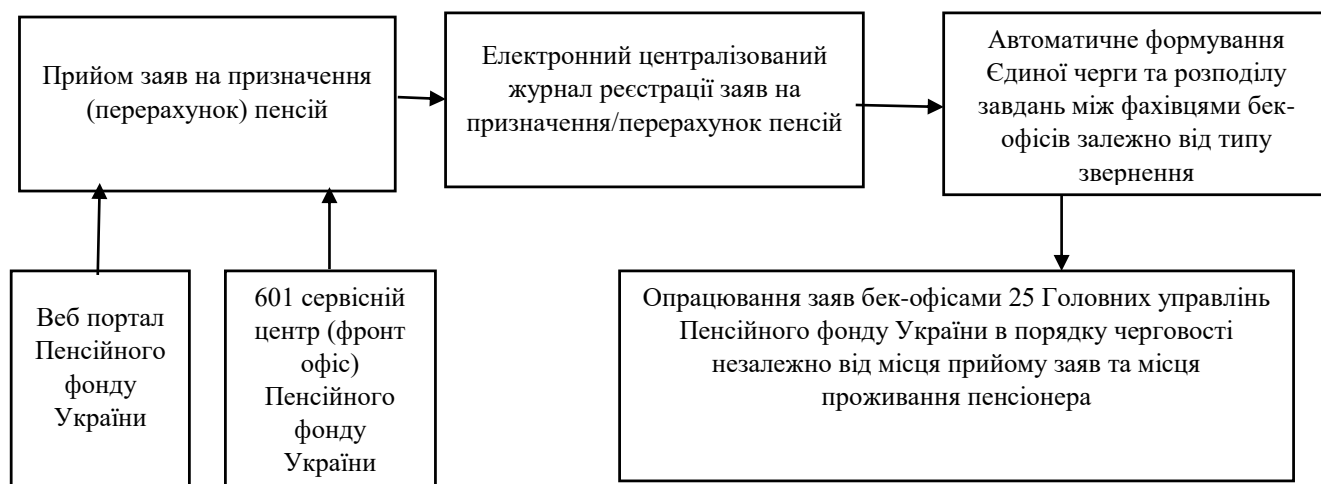 Прийом заяв на призначення
(перерахунок) пенсій
Електронний централізований
журнал реєстрації заяв на
призначення/перерахунок пенсій
Автоматичне формування
Єдиної черги та розподілу
завдань між фахівцями бек-
офісів залежно від типу
звернення
Веб портал
Пенсійного
фонду
України
601 сервісній
центр (фронт
офіс)
Пенсійного
фонду
України
Опрацювання заяв бек-офісами 25 Головних управлінь
Пенсійного фонду України в порядку черговості
незалежно від місця прийому заяв та місця
проживання пенсіонера